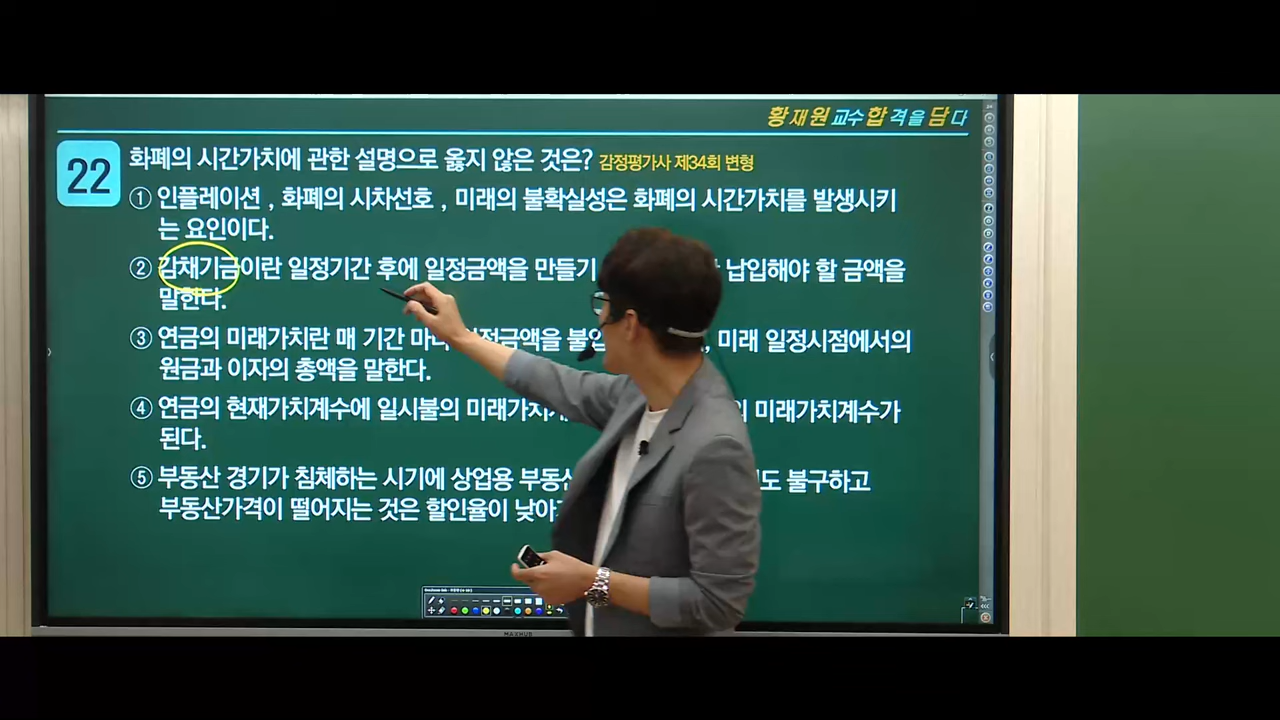 황재원교수합격을담다
22
화폐의 시간가치에 관한 설명으로 옳지 않은 것은? 감정평가사 제34회 변형
① 인플레이션 , 화폐의 시차선호 , 미래의 불확실성은 화폐의 시간가치를 발생시키
는 요인이다.
② 감채기금이란 일정기간 후에 일정금액을 만들기 납입해야 할 금액을
말한다.
③ 연금의 미래가치란 매 기간 마다 일정금액을 미래 일정시점에서의
원금과 이자의 총액을 말한다.
④ 연금의 현재가치계수에 일시불의 미래가치계 미래가치계수가
된다.
⑤ 부동산 경기가 침체하는 시기에 상업용 부동산 불구하고
부동산가격이 떨어지는 것은 할인율이
MAXHUB